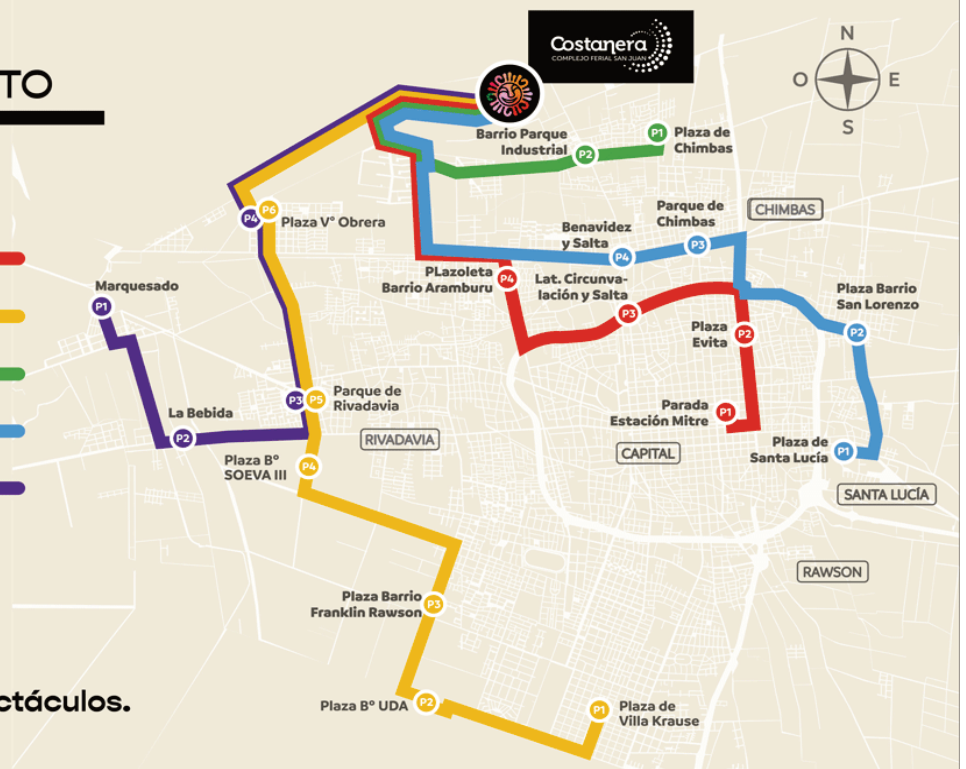 TO
Costanera
COMPLEJO FERIAL SAN JUAN
N
O
E
S
Barrio Parque
Industrial
P2
P1
Plaza de
Chimbas
CHIMBAS
Parque de
Chimbas
P3
Benavidez
y Salta
P4
P4
P6
Plaza V° Obrera
PLazoleta
Barrio Aramburu
P4
Lat. Circunva-
lación y Salta
P3
Marquesado
P1
Plaza Barrio
San Lorenzo
P2
Plaza
Evita
P2
P3
P5
Parque de
Rivadavia
La Bebida
P2
Parada
Estación Mitre
P1
RIVADAVIA
CAPITAL
Plaza de
Santa Lucía
P1
Plaza B°
SOEVA III
P4
SANTA LUCÍA
RAWSON
Plaza Barrio
Franklin Rawson
P3
ctáculos.
Plaza B° UDA
P2
P1
Plaza de
Villa Krause